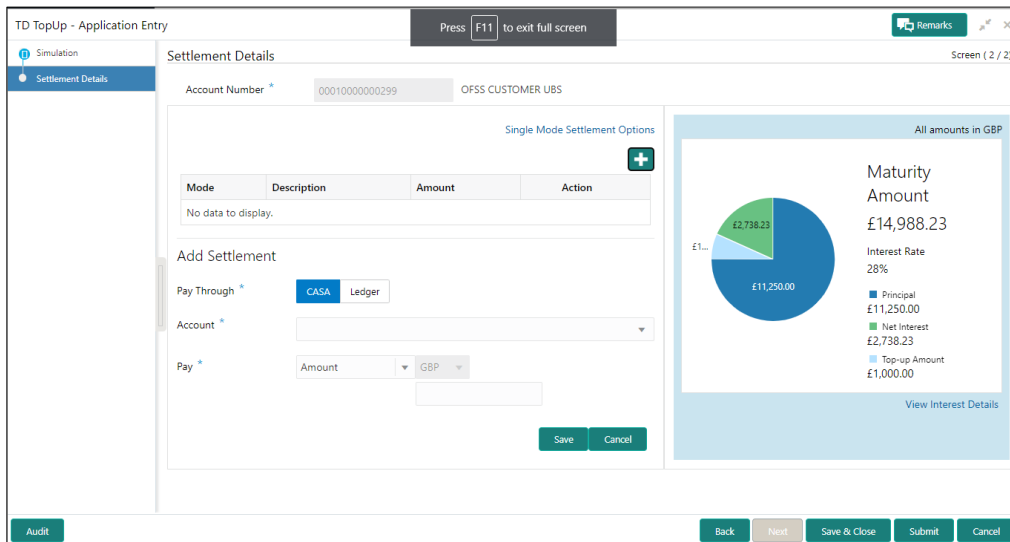 TD TopUp - Application Entry
Press F11 to exit full screen
Remarks
Simulation
Settlement Details
Settlement Details
Screen ( 2 / 2)
Account Number *
00010000000299
OFSS CUSTOMER UBS
Single Mode Settlement Options
Mode Description Amount Action
No data to display.
Add Settlement
Pay Through * CASA Ledger
Account *
Pay * Amount GBP
Save Cancel
All amounts in GBP
£2,738.23
£1...
£11,250.00
Maturity
Amount
£14,988.23
Interest Rate
28%
Principal
£11,250.00
Net Interest
£2,738.23
Top-up Amount
£1,000.00
View Interest Details
Audit
Back Next Save & Close Submit Cancel